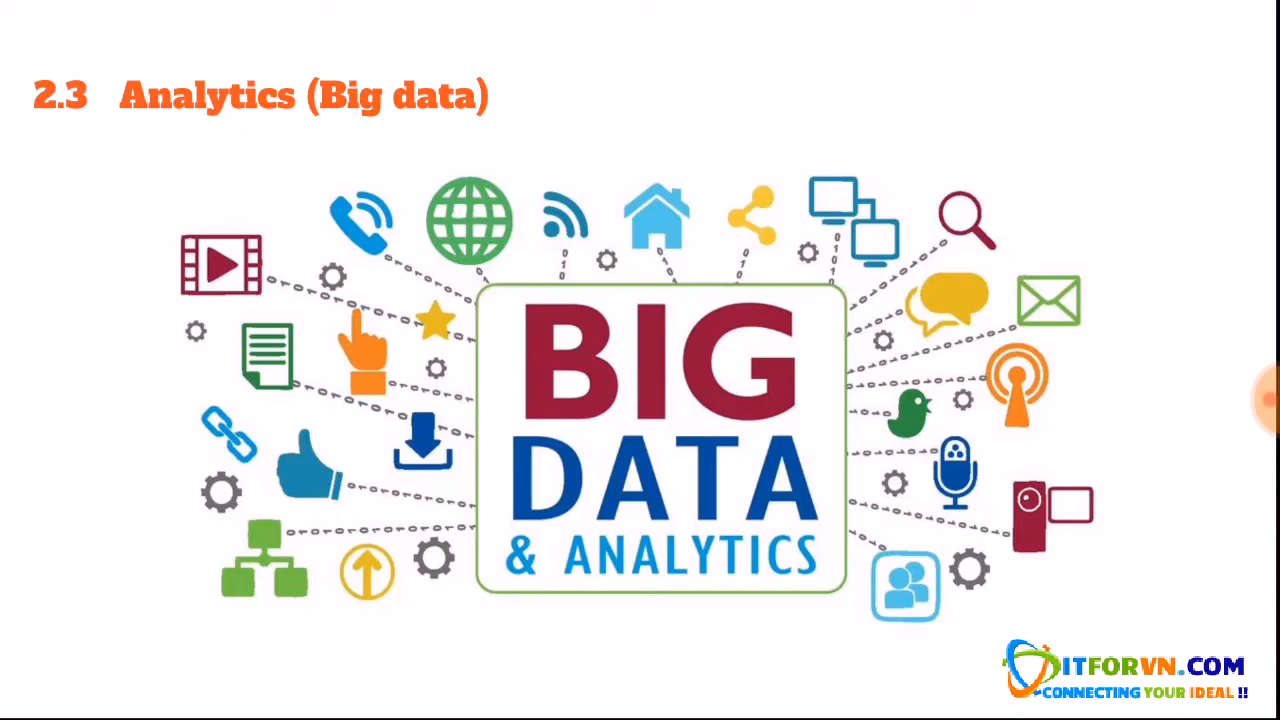 2.3 Analytics (Big data)
BIG
DATA
& ANALYTICS
ITFORVN.COM
~CONNECTING YOUR IDEAL !!